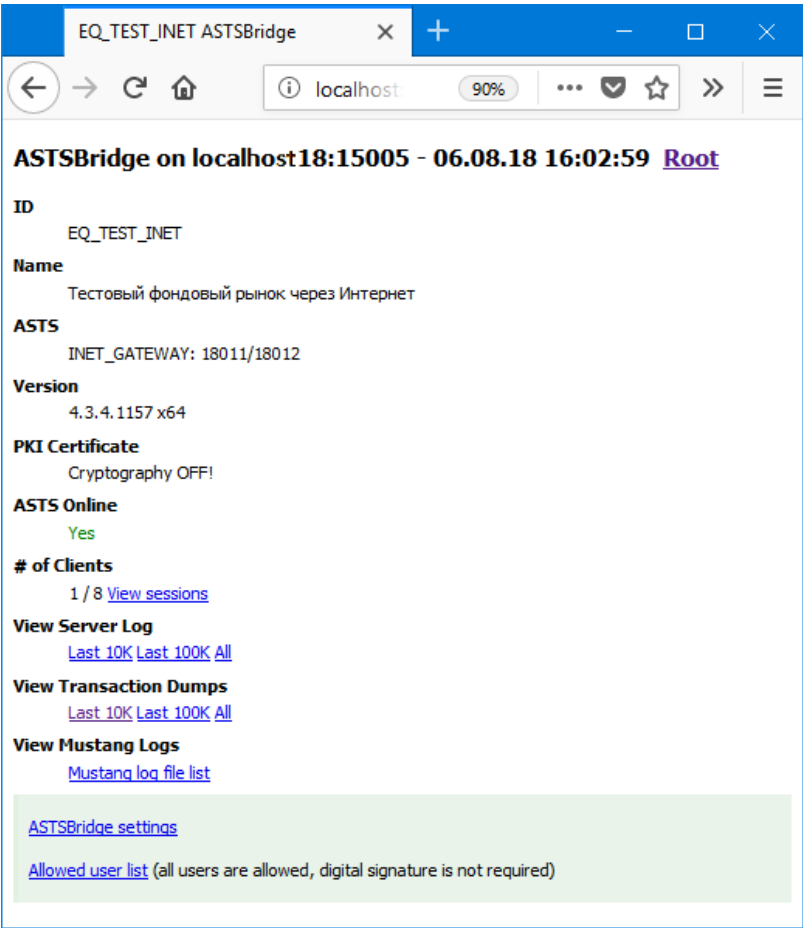 EQ_TEST_INET ASTSBridge
localhost: 90%
ASTSBridge on localhost18:15005 - 06.08.18 16:02:59 Root
ID
EQ_TEST_INET
Name
Тестовый фондовый рынок через Интернет
ASTS
INET_GATEWAY: 18011/18012
Version
4.3.4.1157 x64
PKI Certificate
Cryptography OFF!
ASTS Online
Yes
# of Clients
1 / 8 View sessions
View Server Log
Last 10K Last 100K All
View Transaction Dumps
Last 10K Last 100K All
View Mustang Logs
Mustang log file list
ASTSBridge settings
Allowed user list (all users are allowed, digital signature is not required)